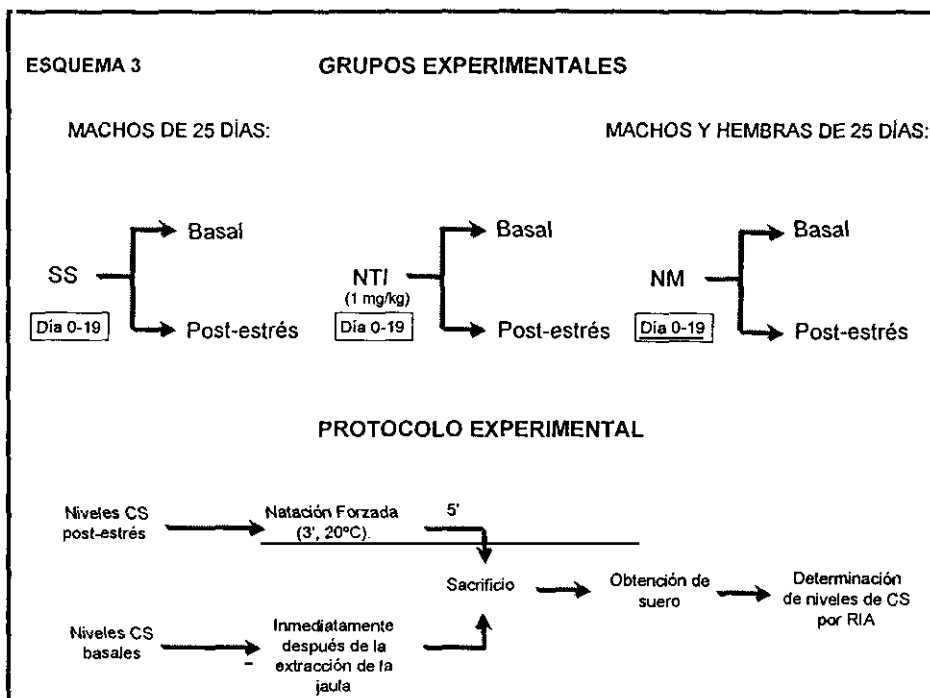 ESQUEMA 3
GRUPOS EXPERIMENTALES
MACHOS DE 25 DÍAS:
MACHOS Y HEMBRAS DE 25 DÍAS:
SS
Día 0-19
Basal
Post-estrés
NTI
(1 mg/kg)
Día 0-19
Basal
Post-estrés
NM
Día 0-19
Basal
Post-estrés
PROTOCOLO EXPERIMENTAL
Niveles CS
post-estrés
Natación Forzada
(3', 20ºC).
5'
Sacrificio
Obtención de
suero
Determinación
de niveles de CS
por RIA
Niveles CS
basales
Inmediatamente
después de la
extracción de la
jaula